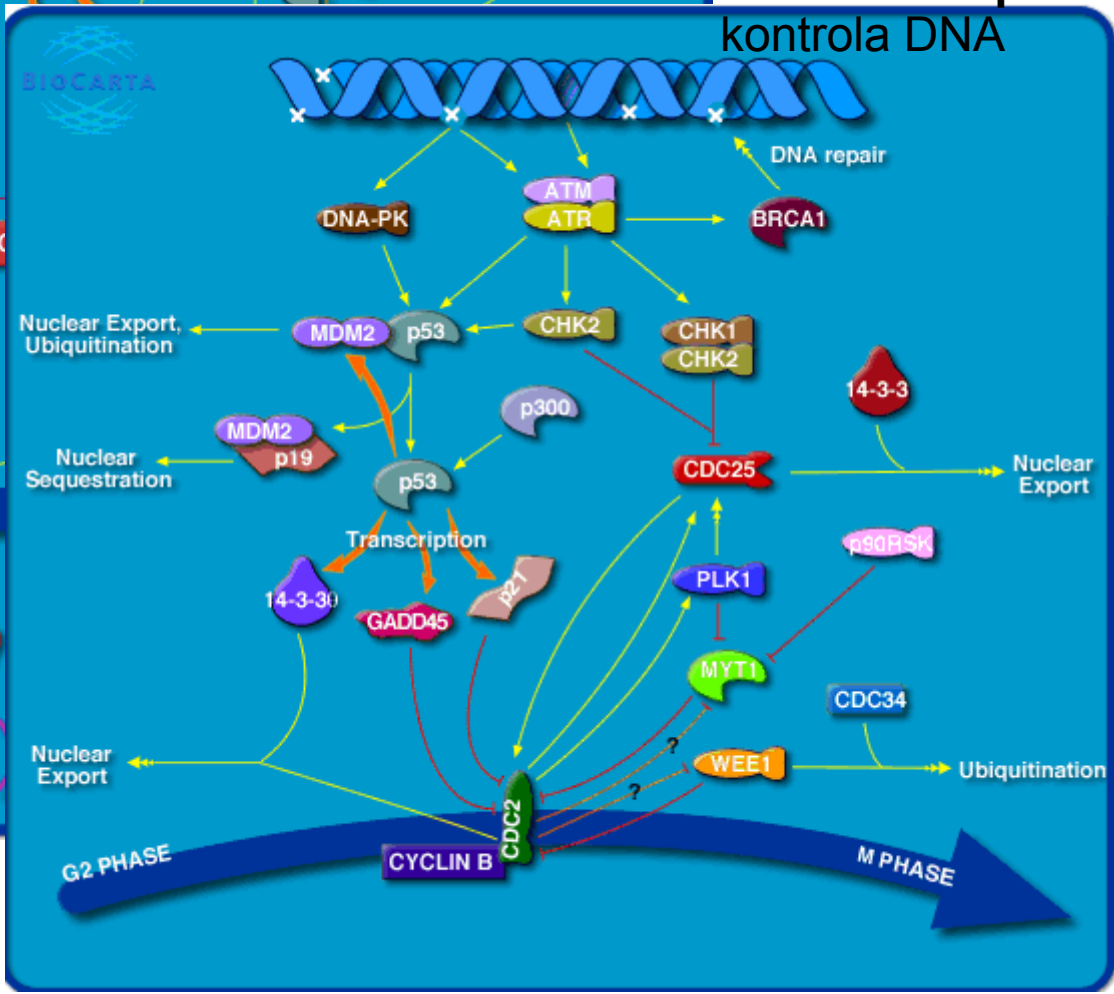 kontrola DNA
BIOCARTA
DNA repair
ATM
DNA-PK
ATR
BRCA1
Nuclear Export,
Ubiquitination
MDM2
p53
CHK2
CHK1
CHK2
14-3-3
p300
MDM2
p19
Nuclear
Sequestration
p53
CDC25
Nuclear
Export
Transcription
p90RSK
14-3-3σ
p21
PLK1
GADD45
MYT1
CDC34
?
Nuclear
Export
WEE1
Ubiquitination
?
CDC2
G2 PHASE
CYCLIN B
M PHASE